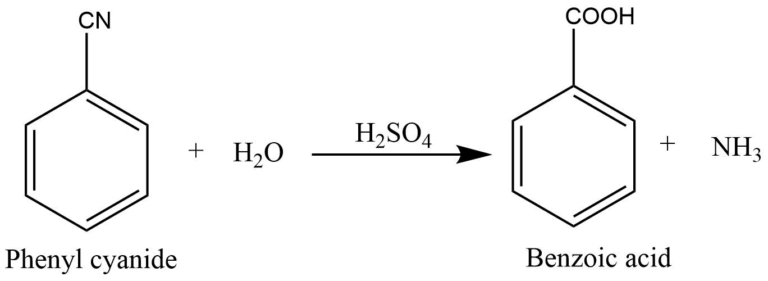 CN
COOH
+ H₂O
H₂SO₄
+ NH₃
Phenyl cyanide
Benzoic acid